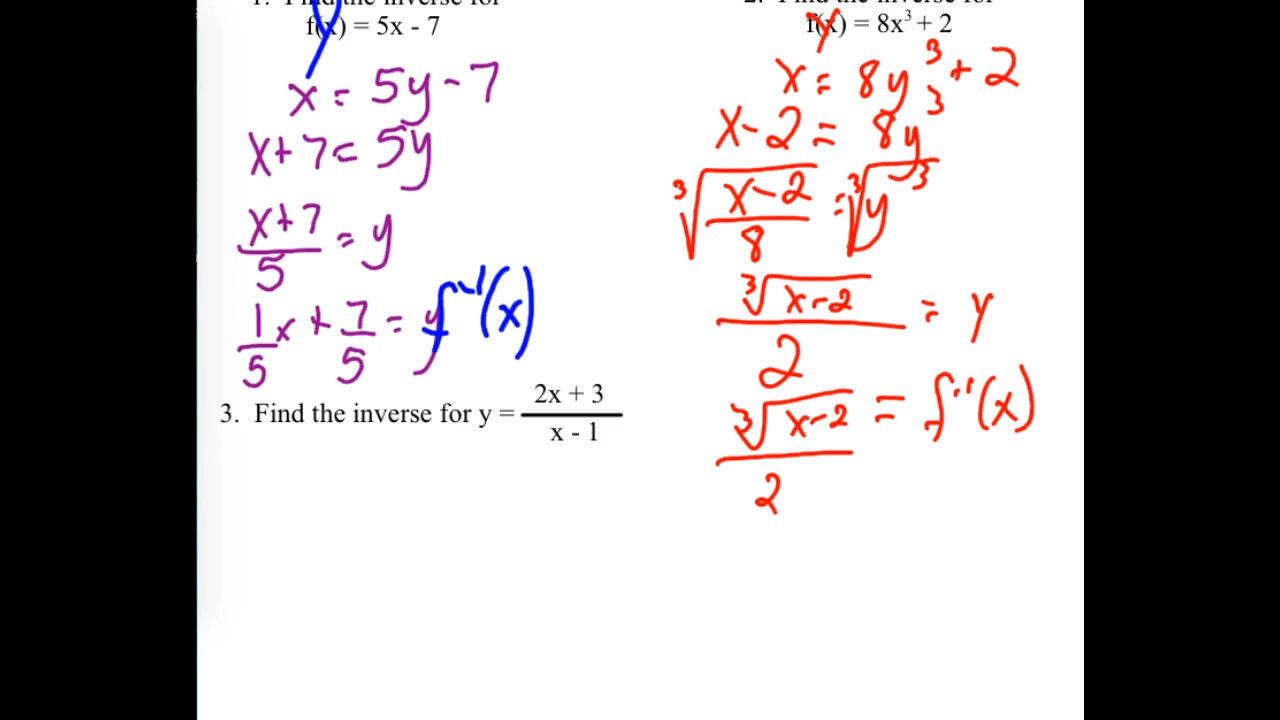 1. Find the inverse for
f(x) = 5x - 7
y
x = 5y - 7
x + 7 = 5y
x + 7 / 5 = y
1/5 x + 7/5 = f⁻¹(x)
2. Find the inverse for
f(x) = 8x³ + 2
y
x = 8y³ + 2
x - 2 = 8y³
∛(x - 2 / 8) = ∛y³
∛(x - 2) / 2 = y
∛(x - 2) / 2 = f⁻¹(x)
3. Find the inverse for y = 2x + 3 / x - 1